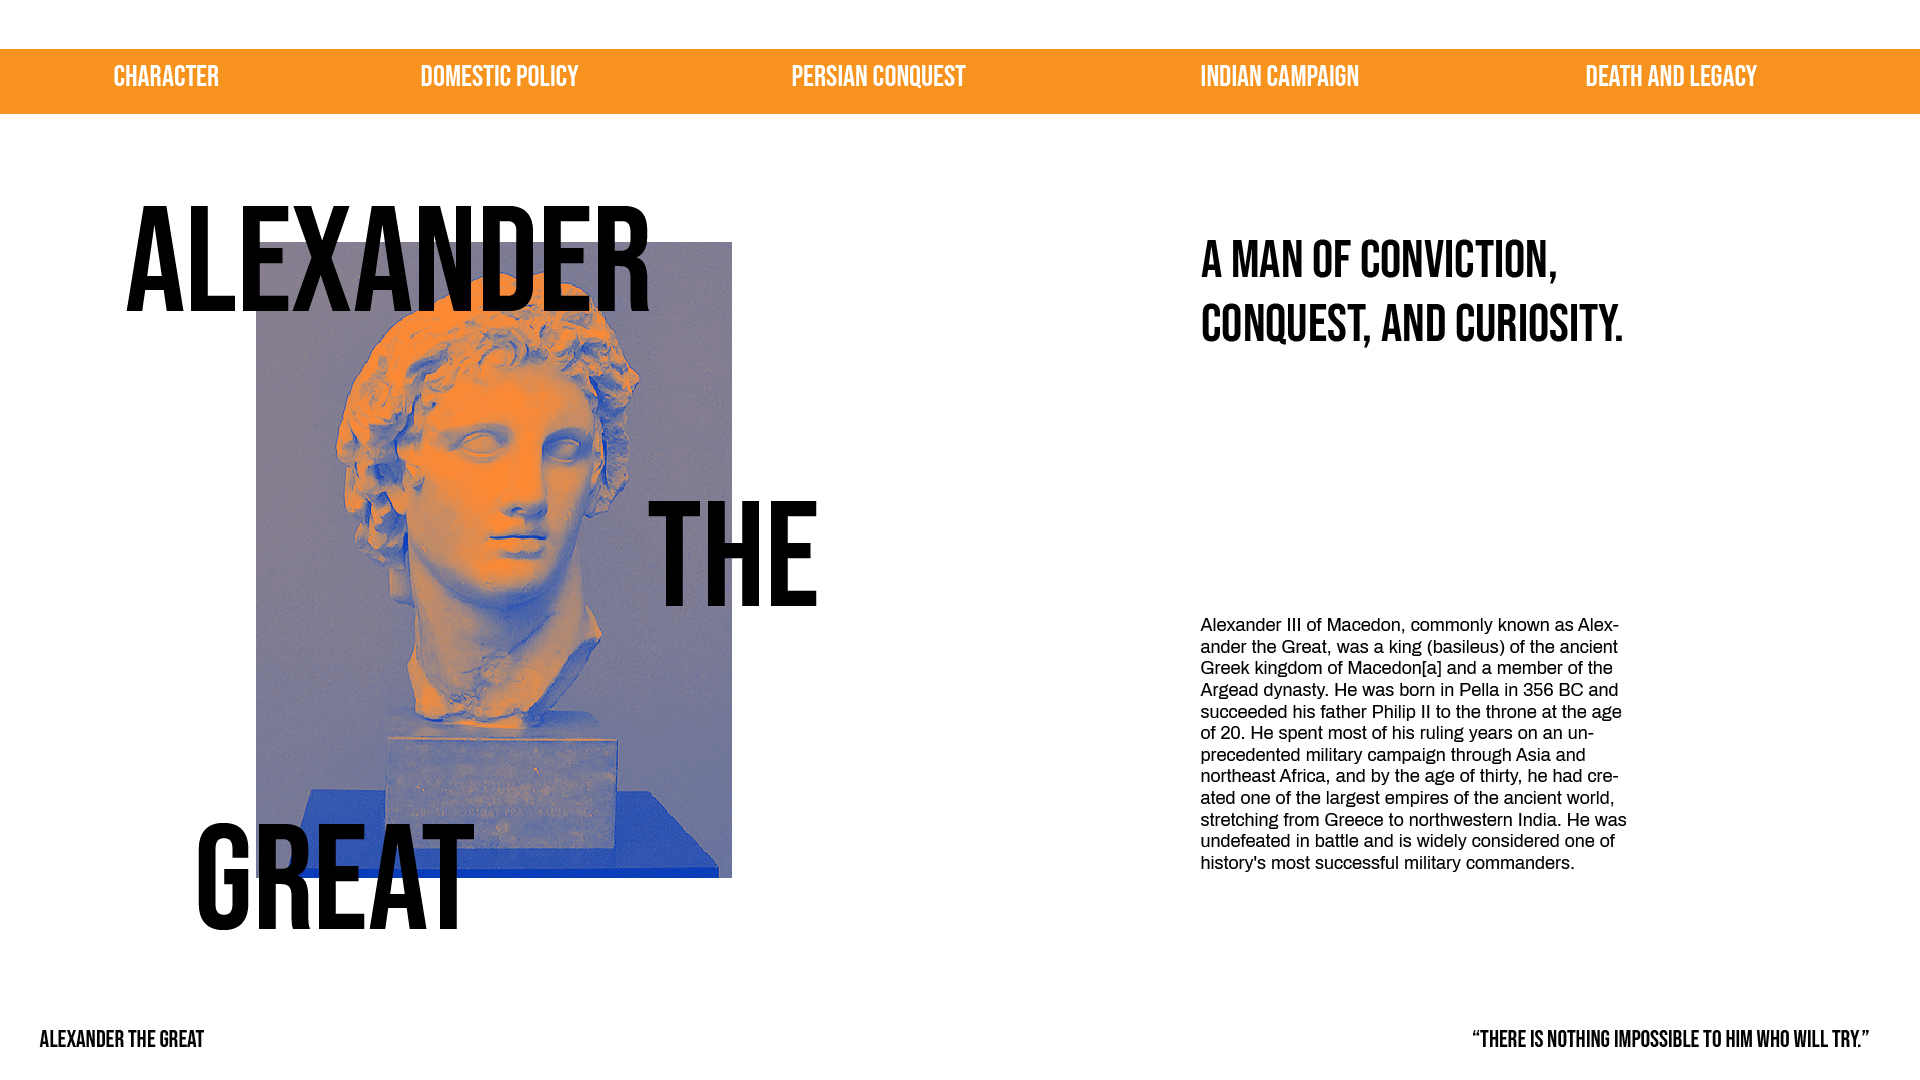 CHARACTER
DOMESTIC POLICY
PERSIAN CONQUEST
INDIAN CAMPAIGN
DEATH AND LEGACY
ALEXANDER
THE
GREAT
A MAN OF CONVICTION,
CONQUEST, AND CURIOSITY.
Alexander III of Macedon, commonly known as Alex-
ander the Great, was a king (basileus) of the ancient
Greek kingdom of Macedon[a] and a member of the
Argead dynasty. He was born in Pella in 356 BC and
succeeded his father Philip II to the throne at the age
of 20. He spent most of his ruling years on an un-
precedented military campaign through Asia and
northeast Africa, and by the age of thirty, he had cre-
ated one of the largest empires of the ancient world,
stretching from Greece to northwestern India. He was
undefeated in battle and is widely considered one of
history's most successful military commanders.
ALEXANDER THE GREAT
“THERE IS NOTHING IMPOSSIBLE TO HIM WHO WILL TRY.”